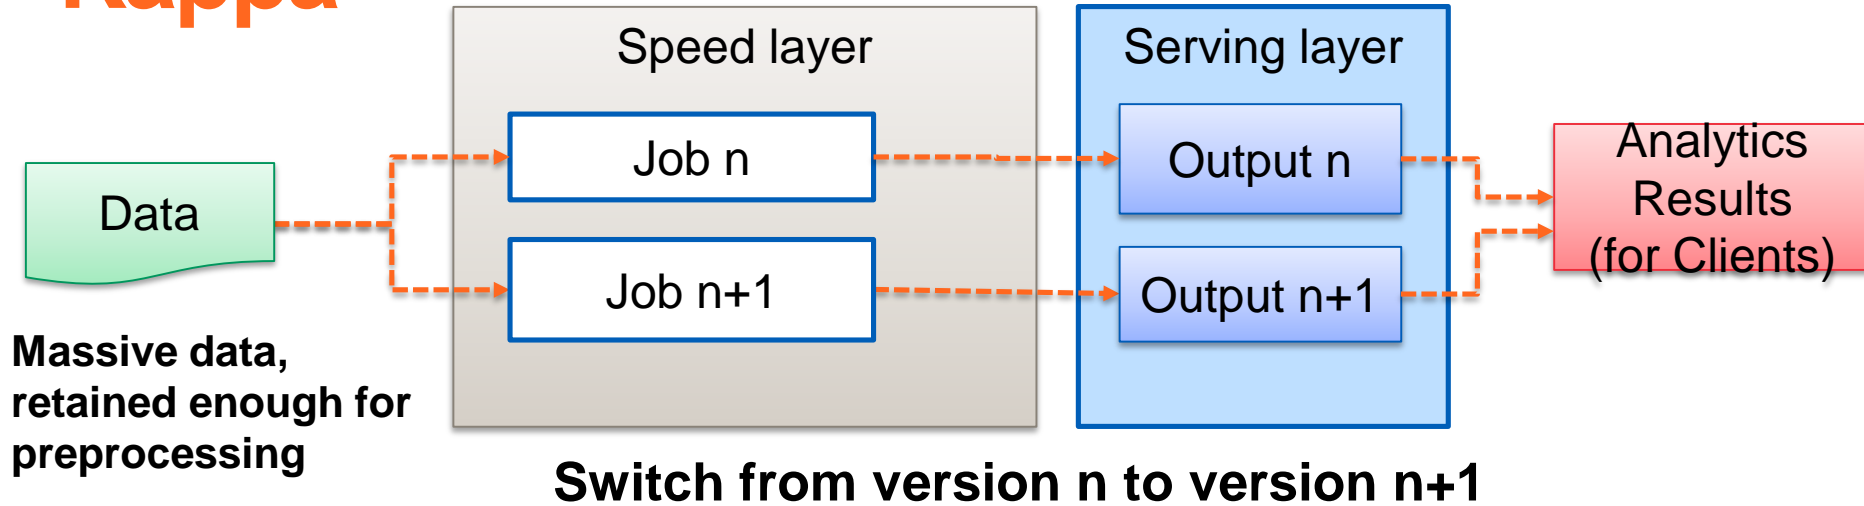 Kappa
Speed layer
Serving layer
Job n
Output n
Analytics
Results
(for Clients)
Data
Job n+1
Output n+1
Massive data,
retained enough for
preprocessing
Switch from version n to version n+1